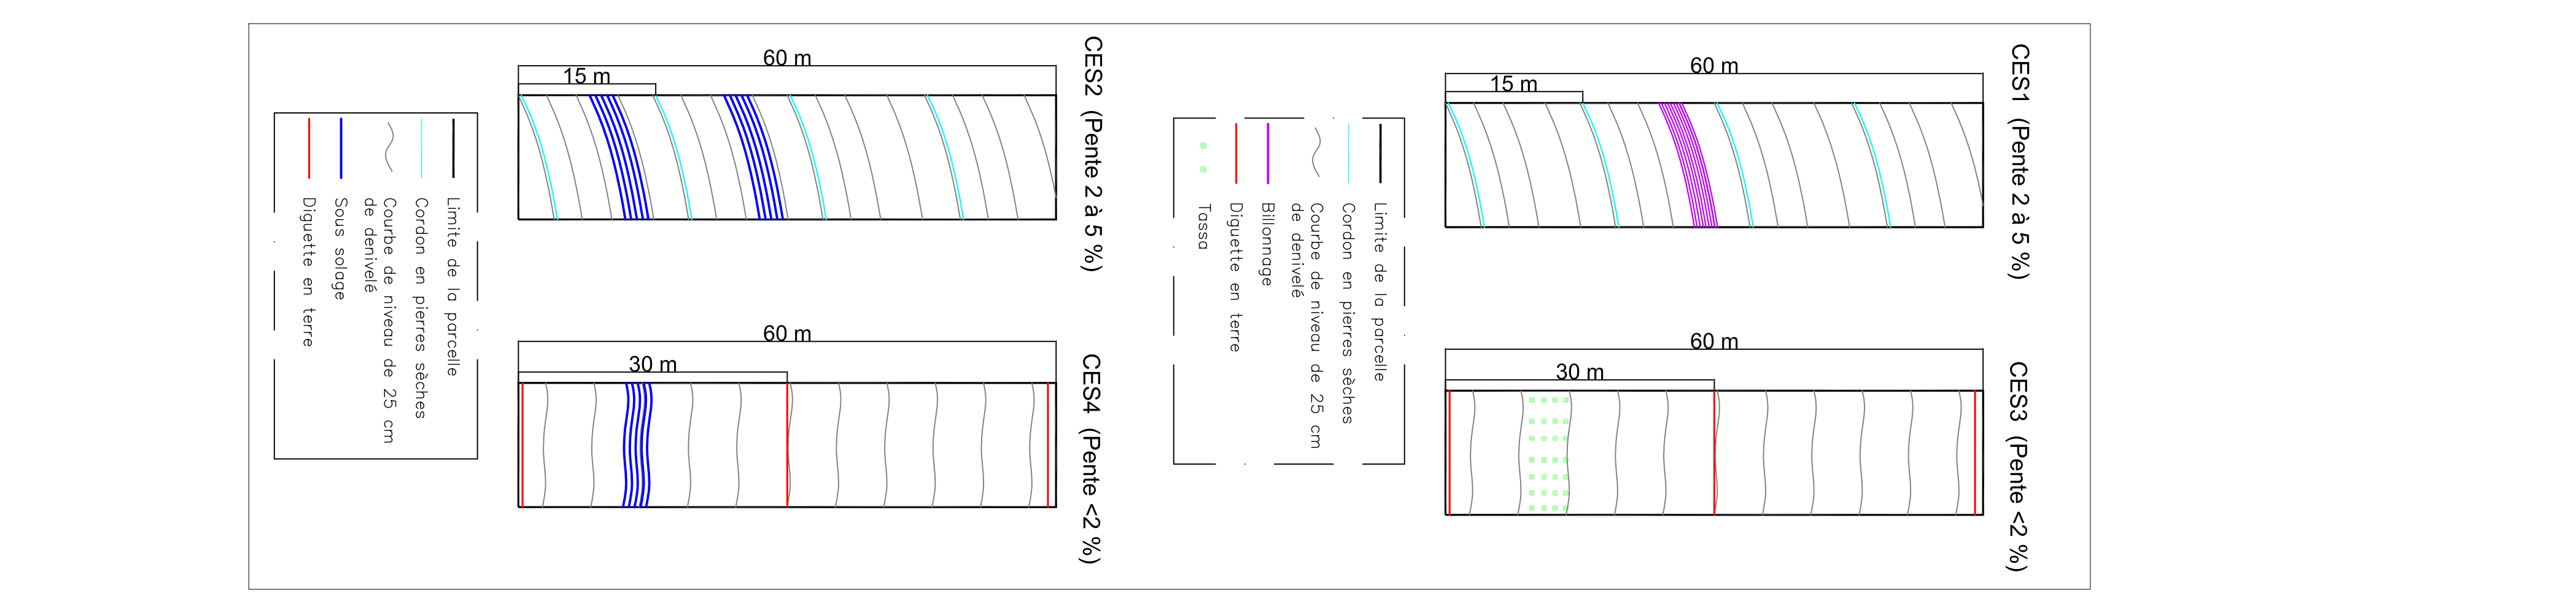 CES1 (Pente 2 à 5 %)
60 m
15 m
CES3 (Pente <2 %)
60 m
30 m
Limite de la parcelle
Cordon en pierres sèches
Courbe de niveau de 25 cm
de denivelé
Billonnage
Diguette en terre
Tassa
CES2 (Pente 2 à 5 %)
60 m
15 m
CES4 (Pente <2 %)
60 m
30 m
Limite de la parcelle
Cordon en pierres sèches
Courbe de niveau de 25 cm
de denivelé
Sous solage
Diguette en terre